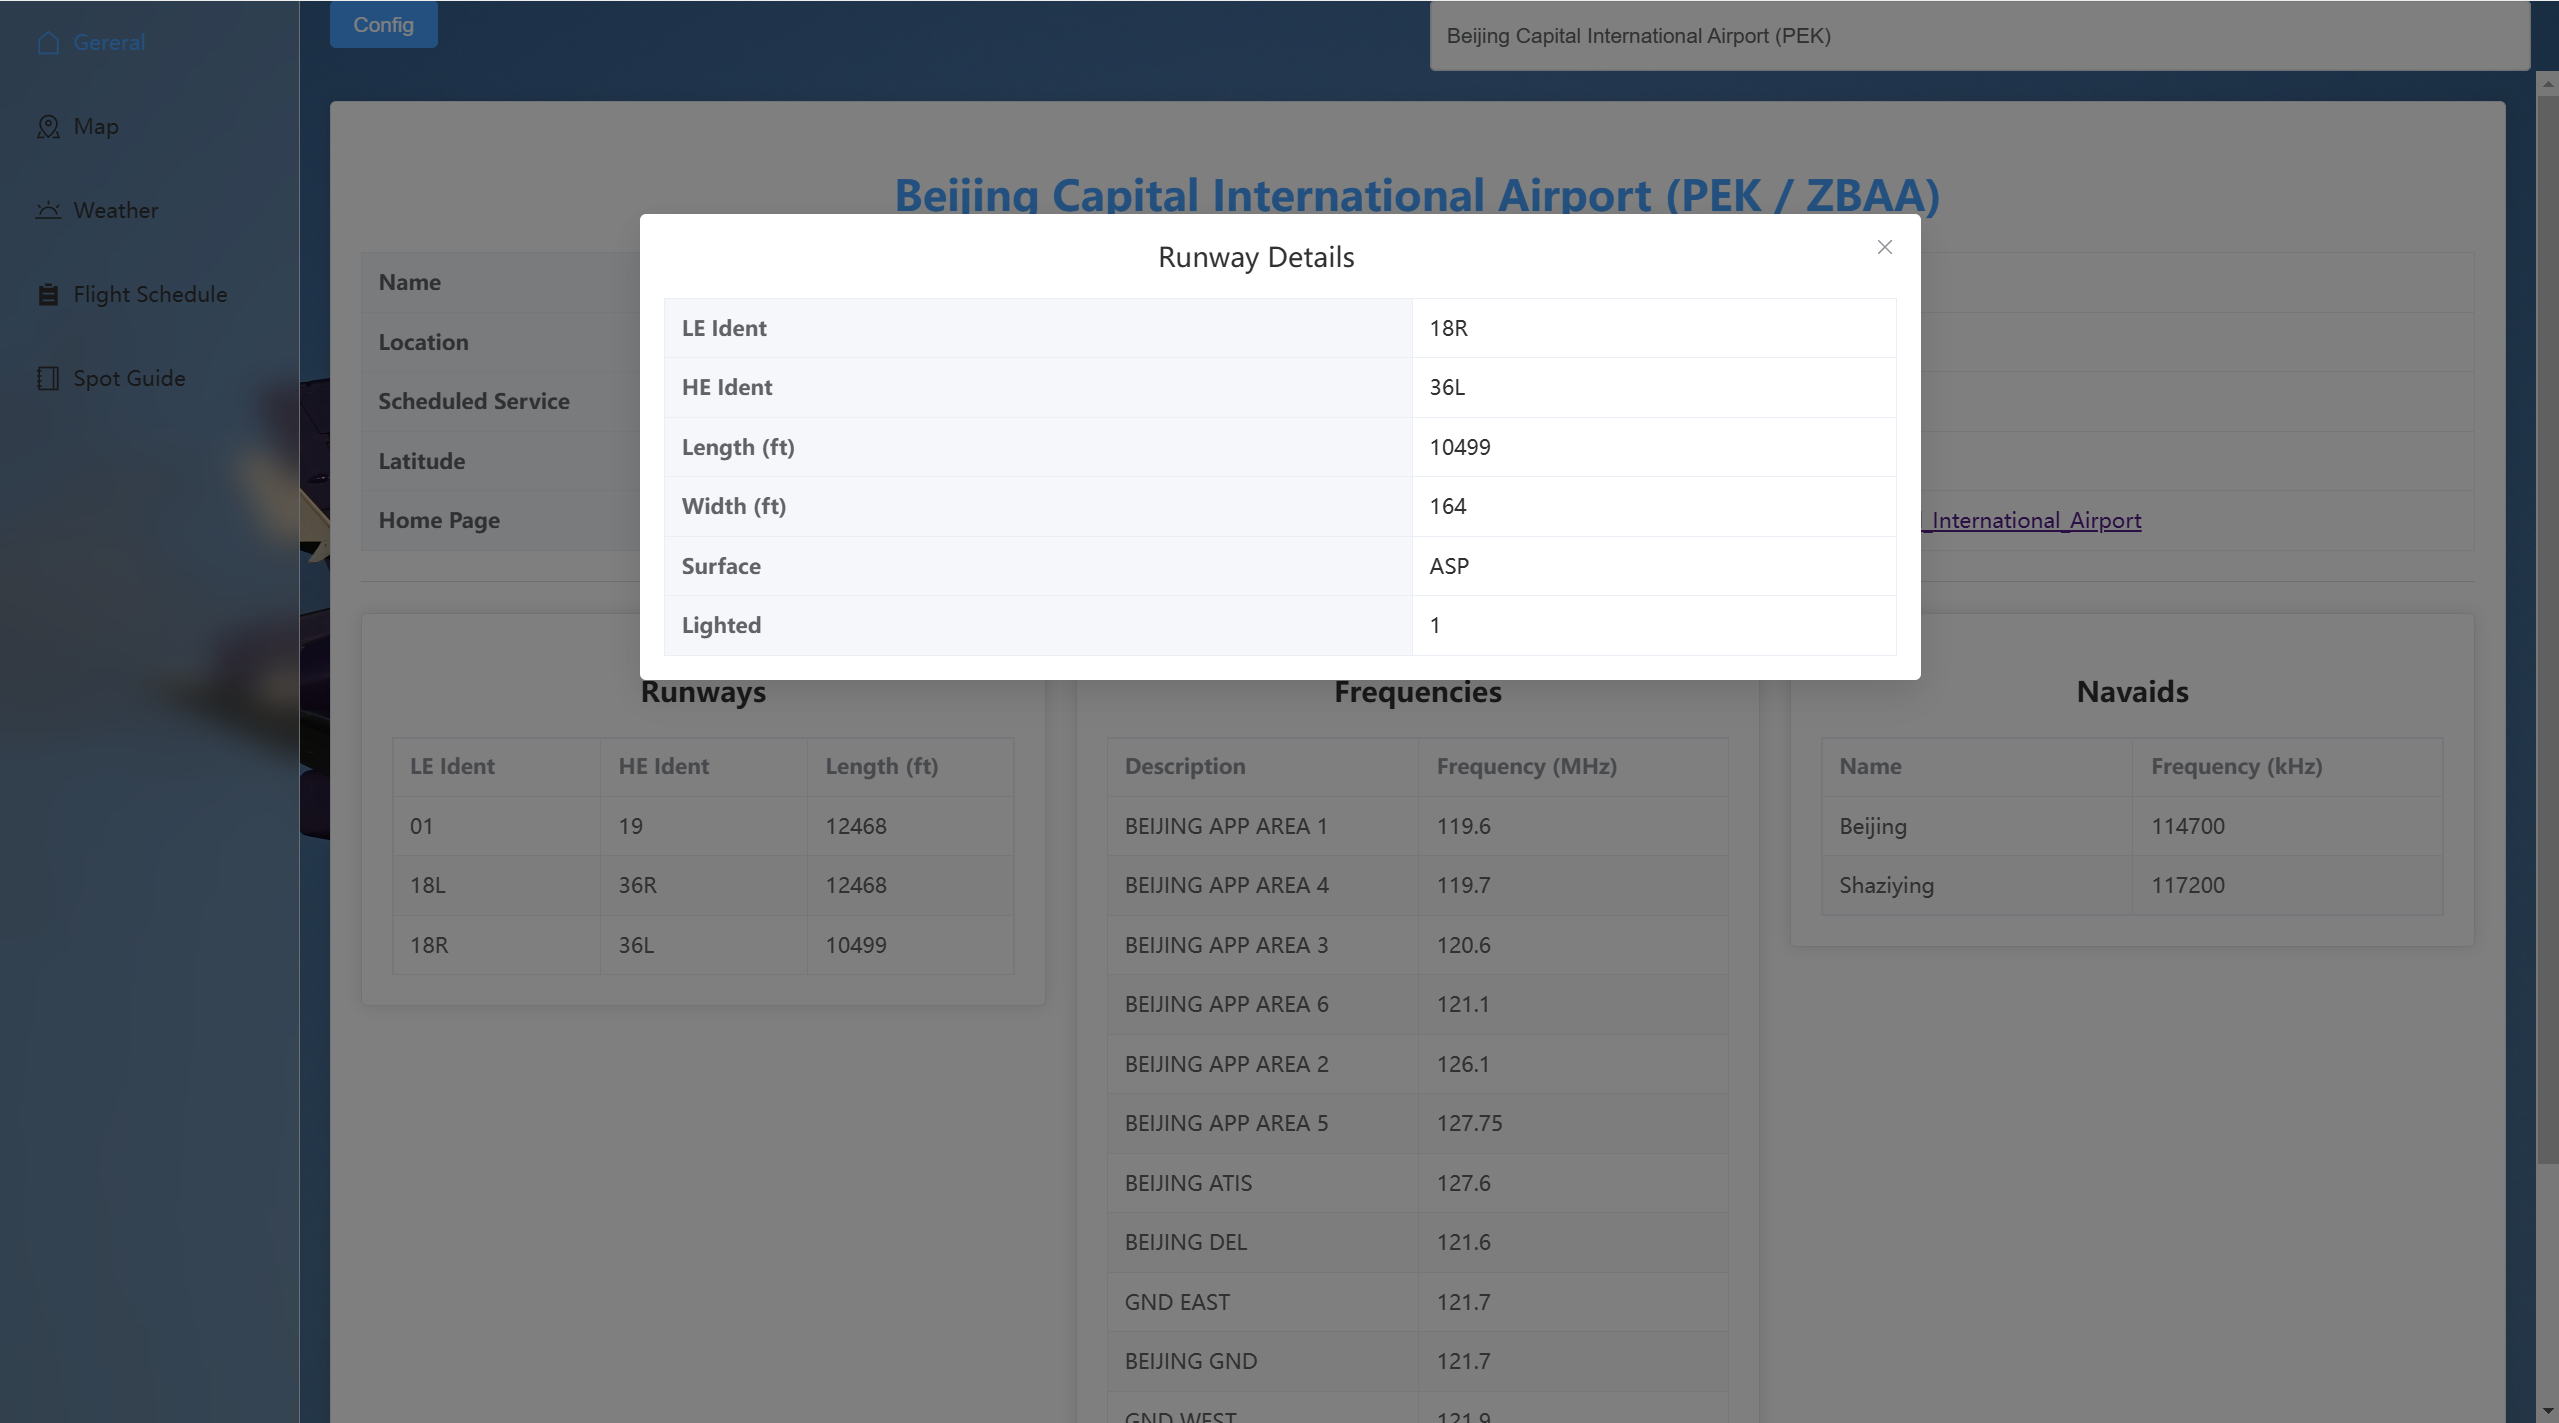 Gereral
Map
Weather
Flight Schedule
Spot Guide
Config
Beijing Capital International Airport (PEK)
Beijing Capital International Airport (PEK / ZBAA)
Name
Location
Scheduled Service
Latitude
Home Page
_International_Airport
Runway Details
LE Ident 18R
HE Ident 36L
Length (ft) 10499
Width (ft) 164
Surface ASP
Lighted 1
Runways
LE Ident HE Ident Length (ft)
01 19 12468
18L 36R 12468
18R 36L 10499
Frequencies
Description Frequency (MHz)
BEIJING APP AREA 1 119.6
BEIJING APP AREA 4 119.7
BEIJING APP AREA 3 120.6
BEIJING APP AREA 6 121.1
BEIJING APP AREA 2 126.1
BEIJING APP AREA 5 127.75
BEIJING ATIS 127.6
BEIJING DEL 121.6
GND EAST 121.7
BEIJING GND 121.7
GND WEST 121.9
Navaids
Name Frequency (kHz)
Beijing 114700
Shaziying 117200